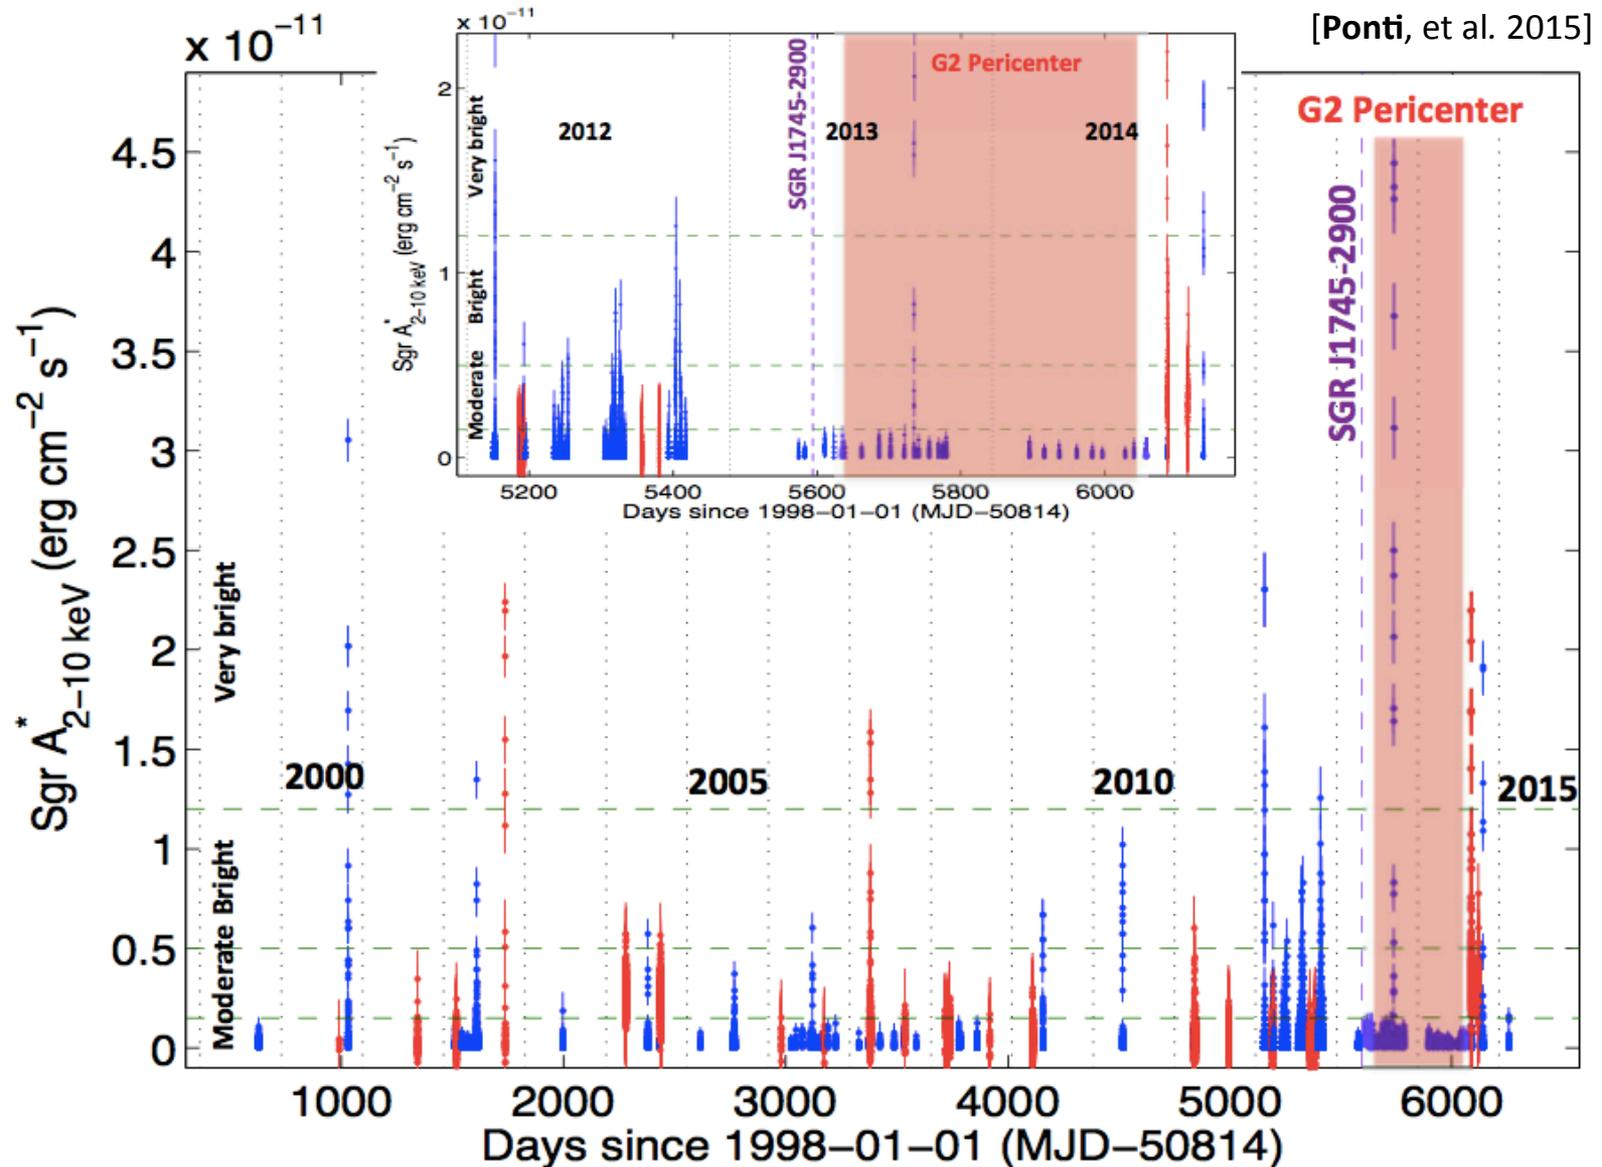 [Ponti, et al. 2015]
x 10⁻¹¹
Sgr A*₂₋₁₀ keV (erg cm⁻² s⁻¹)
4.5
4
3.5
3
2.5
2
1.5
1
0.5
0
Very bright
Bright
Moderate
2000
2005
2010
2015
SGR J1745-2900
G2 Pericenter
1000 2000 3000 4000 5000 6000
Days since 1998−01−01 (MJD−50814)
x 10⁻¹¹
Sgr A*₂₋₁₀ keV (erg cm⁻² s⁻¹)
2
1
0
Very bright
Bright
Moderate
2012
2013
2014
SGR J1745-2900
G2 Pericenter
5200 5400 5600 5800 6000
Days since 1998−01−01 (MJD−50814)